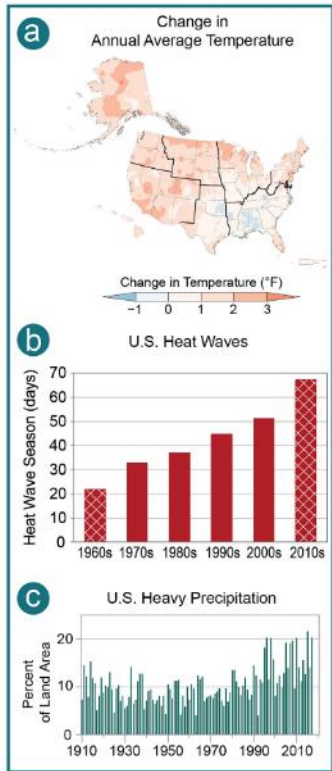 a
Change in
Annual Average Temperature
Change in Temperature (°F)
−1 0 1 2 3
b
U.S. Heat Waves
Heat Wave Season (days)
70
60
50
40
30
20
10
0
1960s 1970s 1980s 1990s 2000s 2010s
c
U.S. Heavy Precipitation
Percent
of Land Area
20
10
0
1910 1930 1950 1970 1990 2010